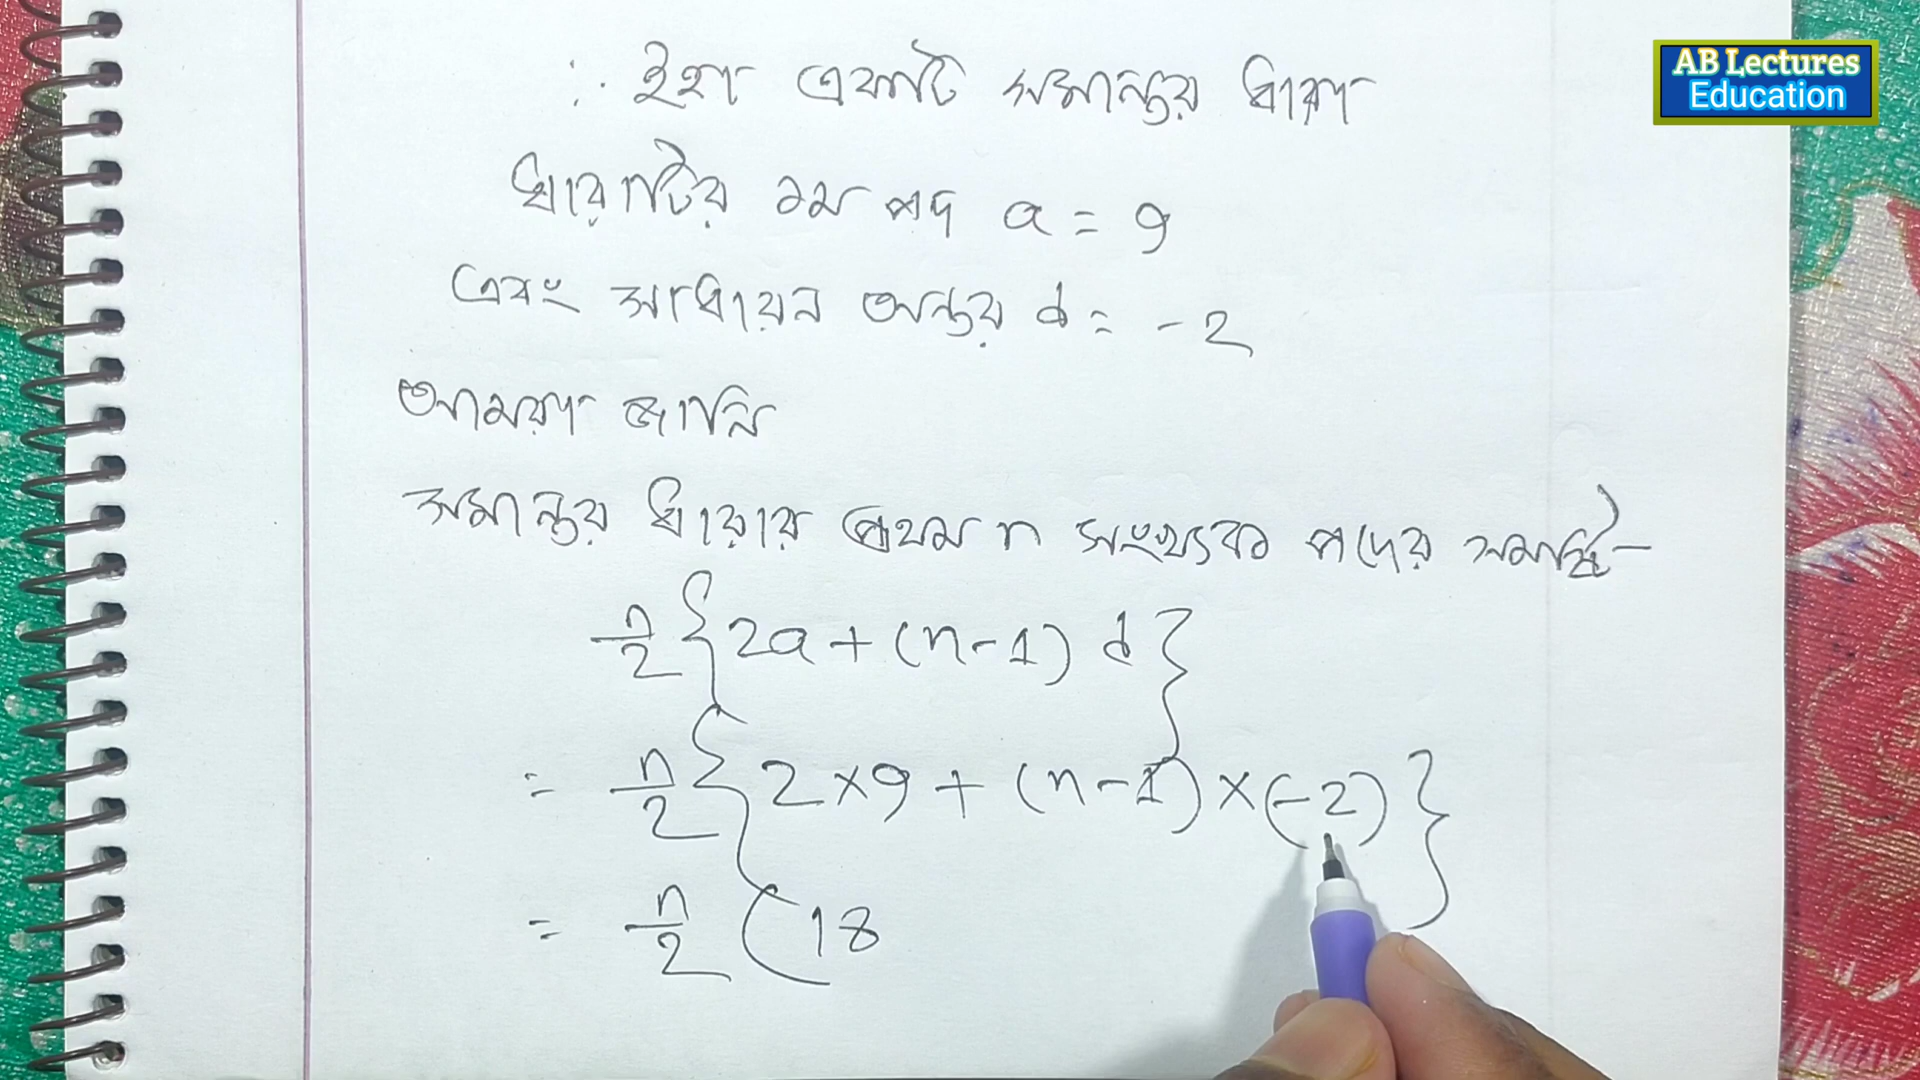 AB Lectures
Education
∴ ইহা একটি সমান্তর ধারা
ধারাটির ১ম পদ a = 9
এবং সাধারন অন্তর d = -2
আমরা জানি
সমান্তর ধারার প্রথম n সংখ্যক পদের সমষ্টি-
n/2 {2a + (n-1) d}
= n/2 {2×9 + (n-1) × (-2)}
= n/2 (18